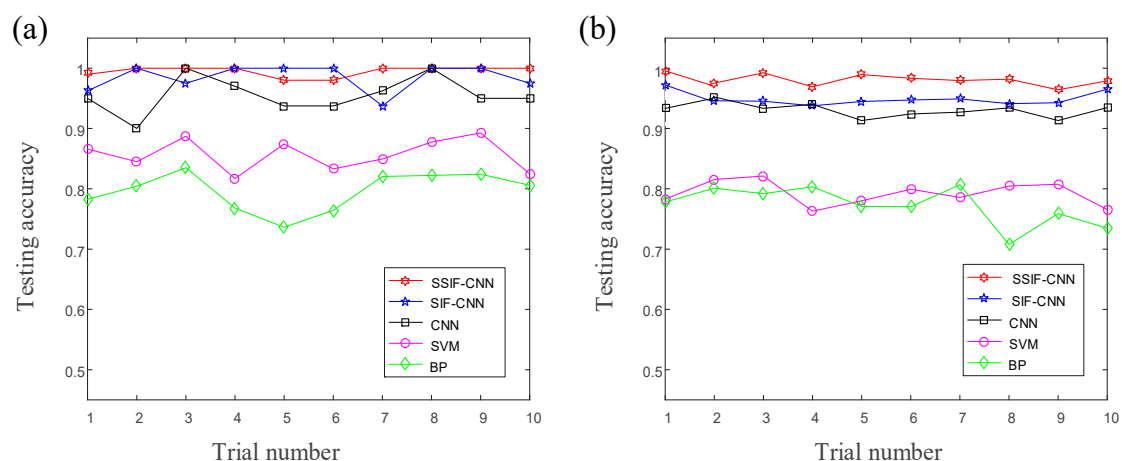 (a)
1
0.9
0.8
0.7
0.6
0.5
1 2 3 4 5 6 7 8 9 10
Testing accuracy
Trial number
SSIF-CNN
SIF-CNN
CNN
SVM
BP
(b)
1
0.9
0.8
0.7
0.6
0.5
1 2 3 4 5 6 7 8 9 10
Testing accuracy
Trial number
SSIF-CNN
SIF-CNN
CNN
SVM
BP